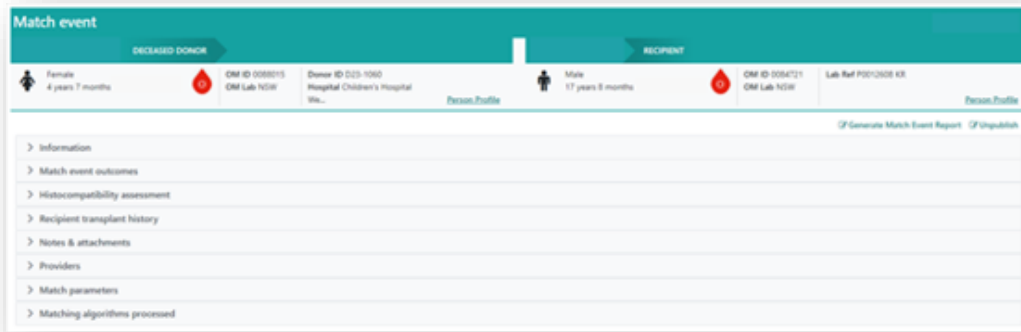 Match event
DECEASED DONOR
RECIPIENT
Female
4 years 7 months
O
OM ID 0088015
OM Lab NSW
Donor ID D23-1060
Hospital Children's Hospital
We...
Person Profile
Male
17 years 8 months
O
OM ID 0084721
OM Lab NSW
Lab Ref P0012608 KR
Person Profile
Generate Match Event Report Unpublish
Information
Match event outcomes
Histocompatibility assessment
Recipient transplant history
Notes & attachments
Providers
Match parameters
Matching algorithms processed